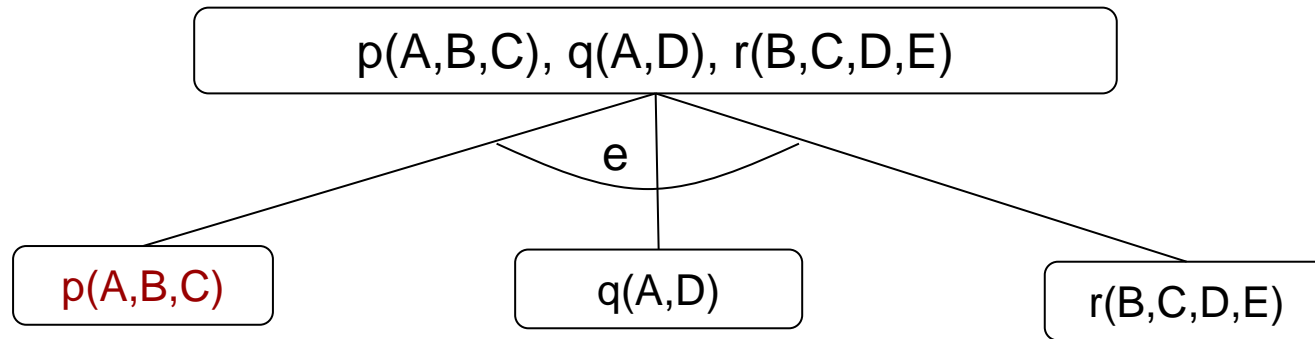 p(A,B,C), q(A,D), r(B,C,D,E)
e
p(A,B,C)
q(A,D)
r(B,C,D,E)